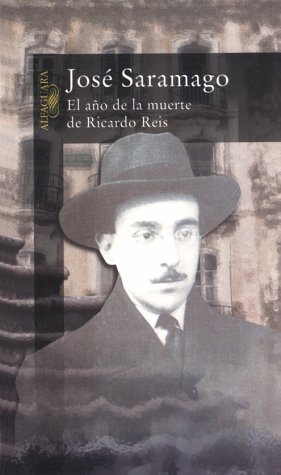 ALFAGUARA
José Saramago
El año de la muerte
de Ricardo Reis